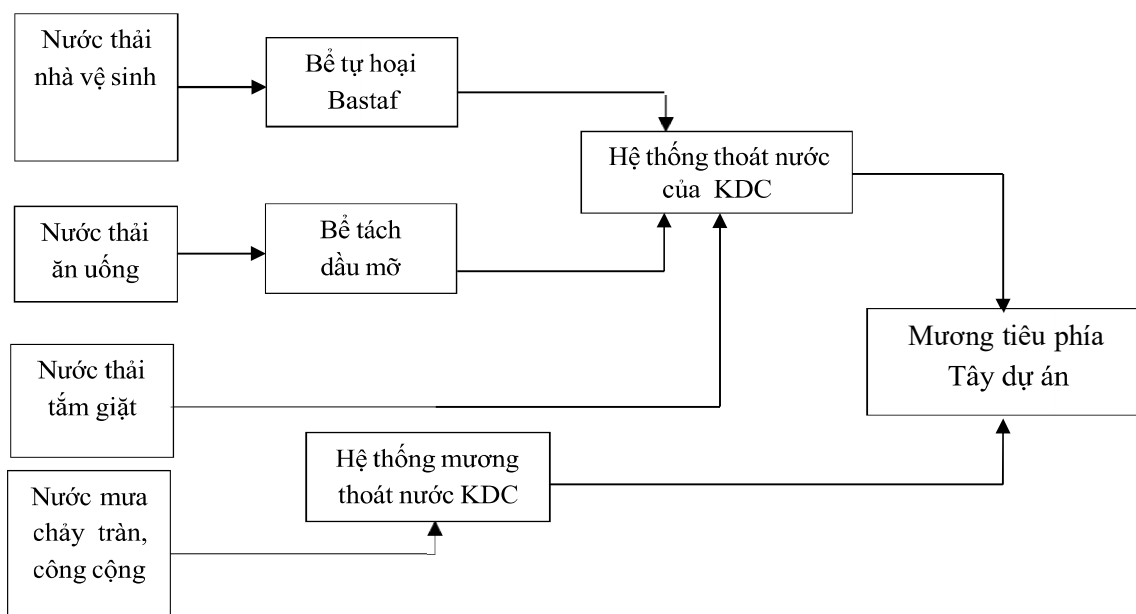 Nước thải
nhà vệ sinh
Bể tự hoại
Bastaf
Hệ thống thoát nước
của KDC
Nước thải
ăn uống
Bể tách
dầu mỡ
Mương tiêu phía
Tây dự án
Nước thải
tắm giặt
Hệ thống mương
thoát nước KDC
Nước mưa
chảy tràn,
công cộng